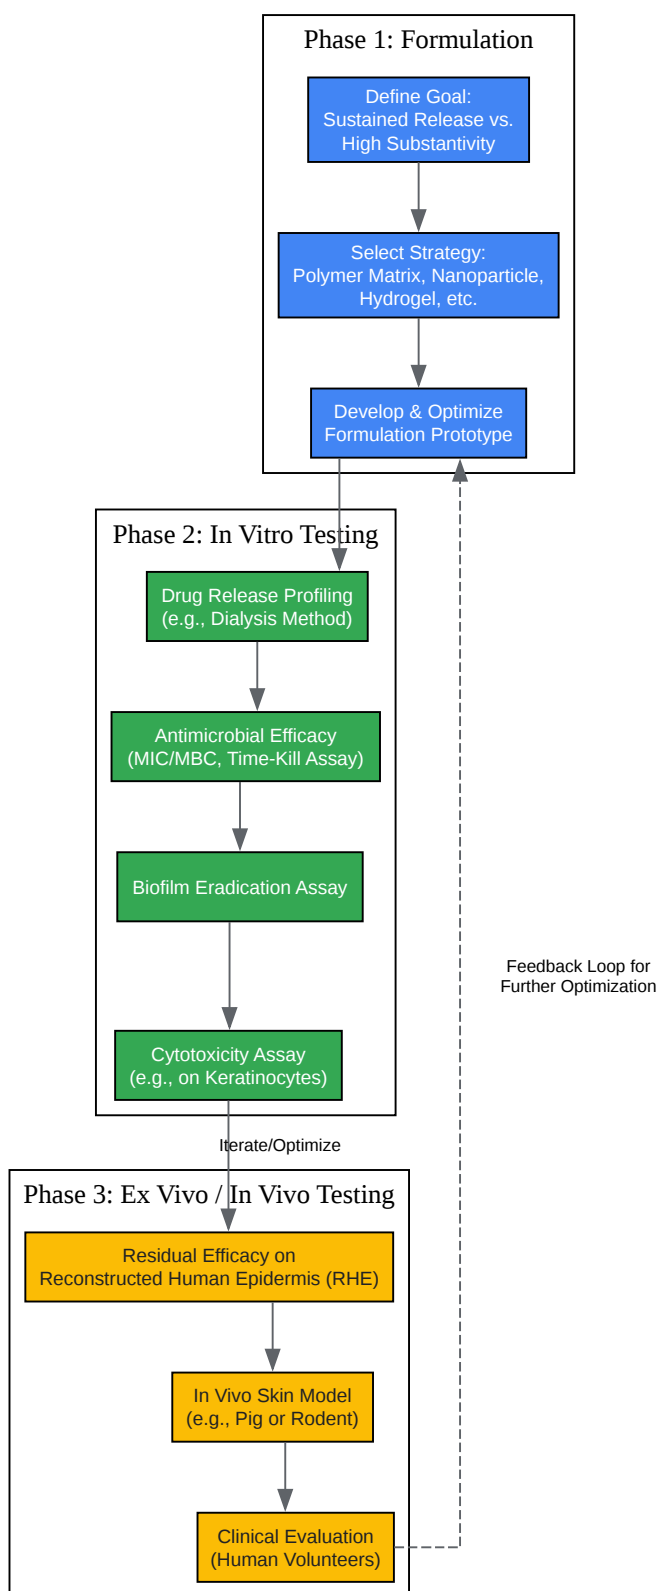 Phase 1: Formulation
Define Goal:
Sustained Release vs.
High Substantivity
Select Strategy:
Polymer Matrix, Nanoparticle,
Hydrogel, etc.
Develop & Optimize
Formulation Prototype
Phase 2: In Vitro Testing
Drug Release Profiling
(e.g., Dialysis Method)
Antimicrobial Efficacy
(MIC/MBC, Time-Kill Assay)
Biofilm Eradication Assay
Feedback Loop for
Further Optimization
Cytotoxicity Assay
(e.g., on Keratinocytes)
Iterate/Optimize
Phase 3: Ex Vivo / In Vivo Testing
Residual Efficacy on
Reconstructed Human Epidermis (RHE)
In Vivo Skin Model
(e.g., Pig or Rodent)
Clinical Evaluation
(Human Volunteers)